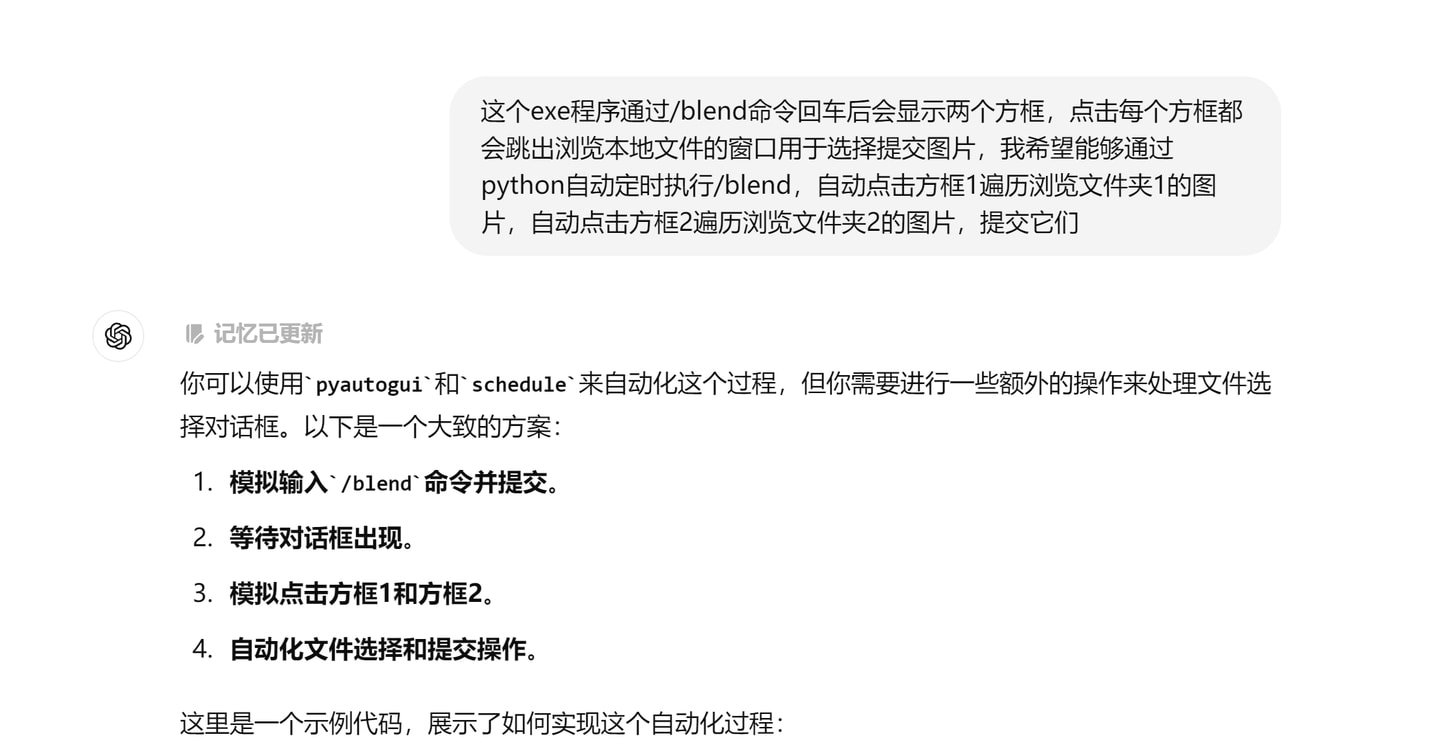 这个exe程序通过/blend命令回车后会显示两个方框，点击每个方框都
会跳出浏览本地文件的窗口用于选择提交图片，我希望能够通过
python自动定时执行/blend，自动点击方框1遍历浏览文件夹1的图
片，自动点击方框2遍历浏览文件夹2的图片，提交它们
记忆已更新
你可以使用`pyautogui`和`schedule`来自动化这个过程，但你需要进行一些额外的操作来处理文件选
择对话框。以下是一个大致的方案：
1. 模拟输入`/blend`命令并提交。
2. 等待对话框出现。
3. 模拟点击方框1和方框2。
4. 自动化文件选择和提交操作。
这里是一个示例代码，展示了如何实现这个自动化过程：